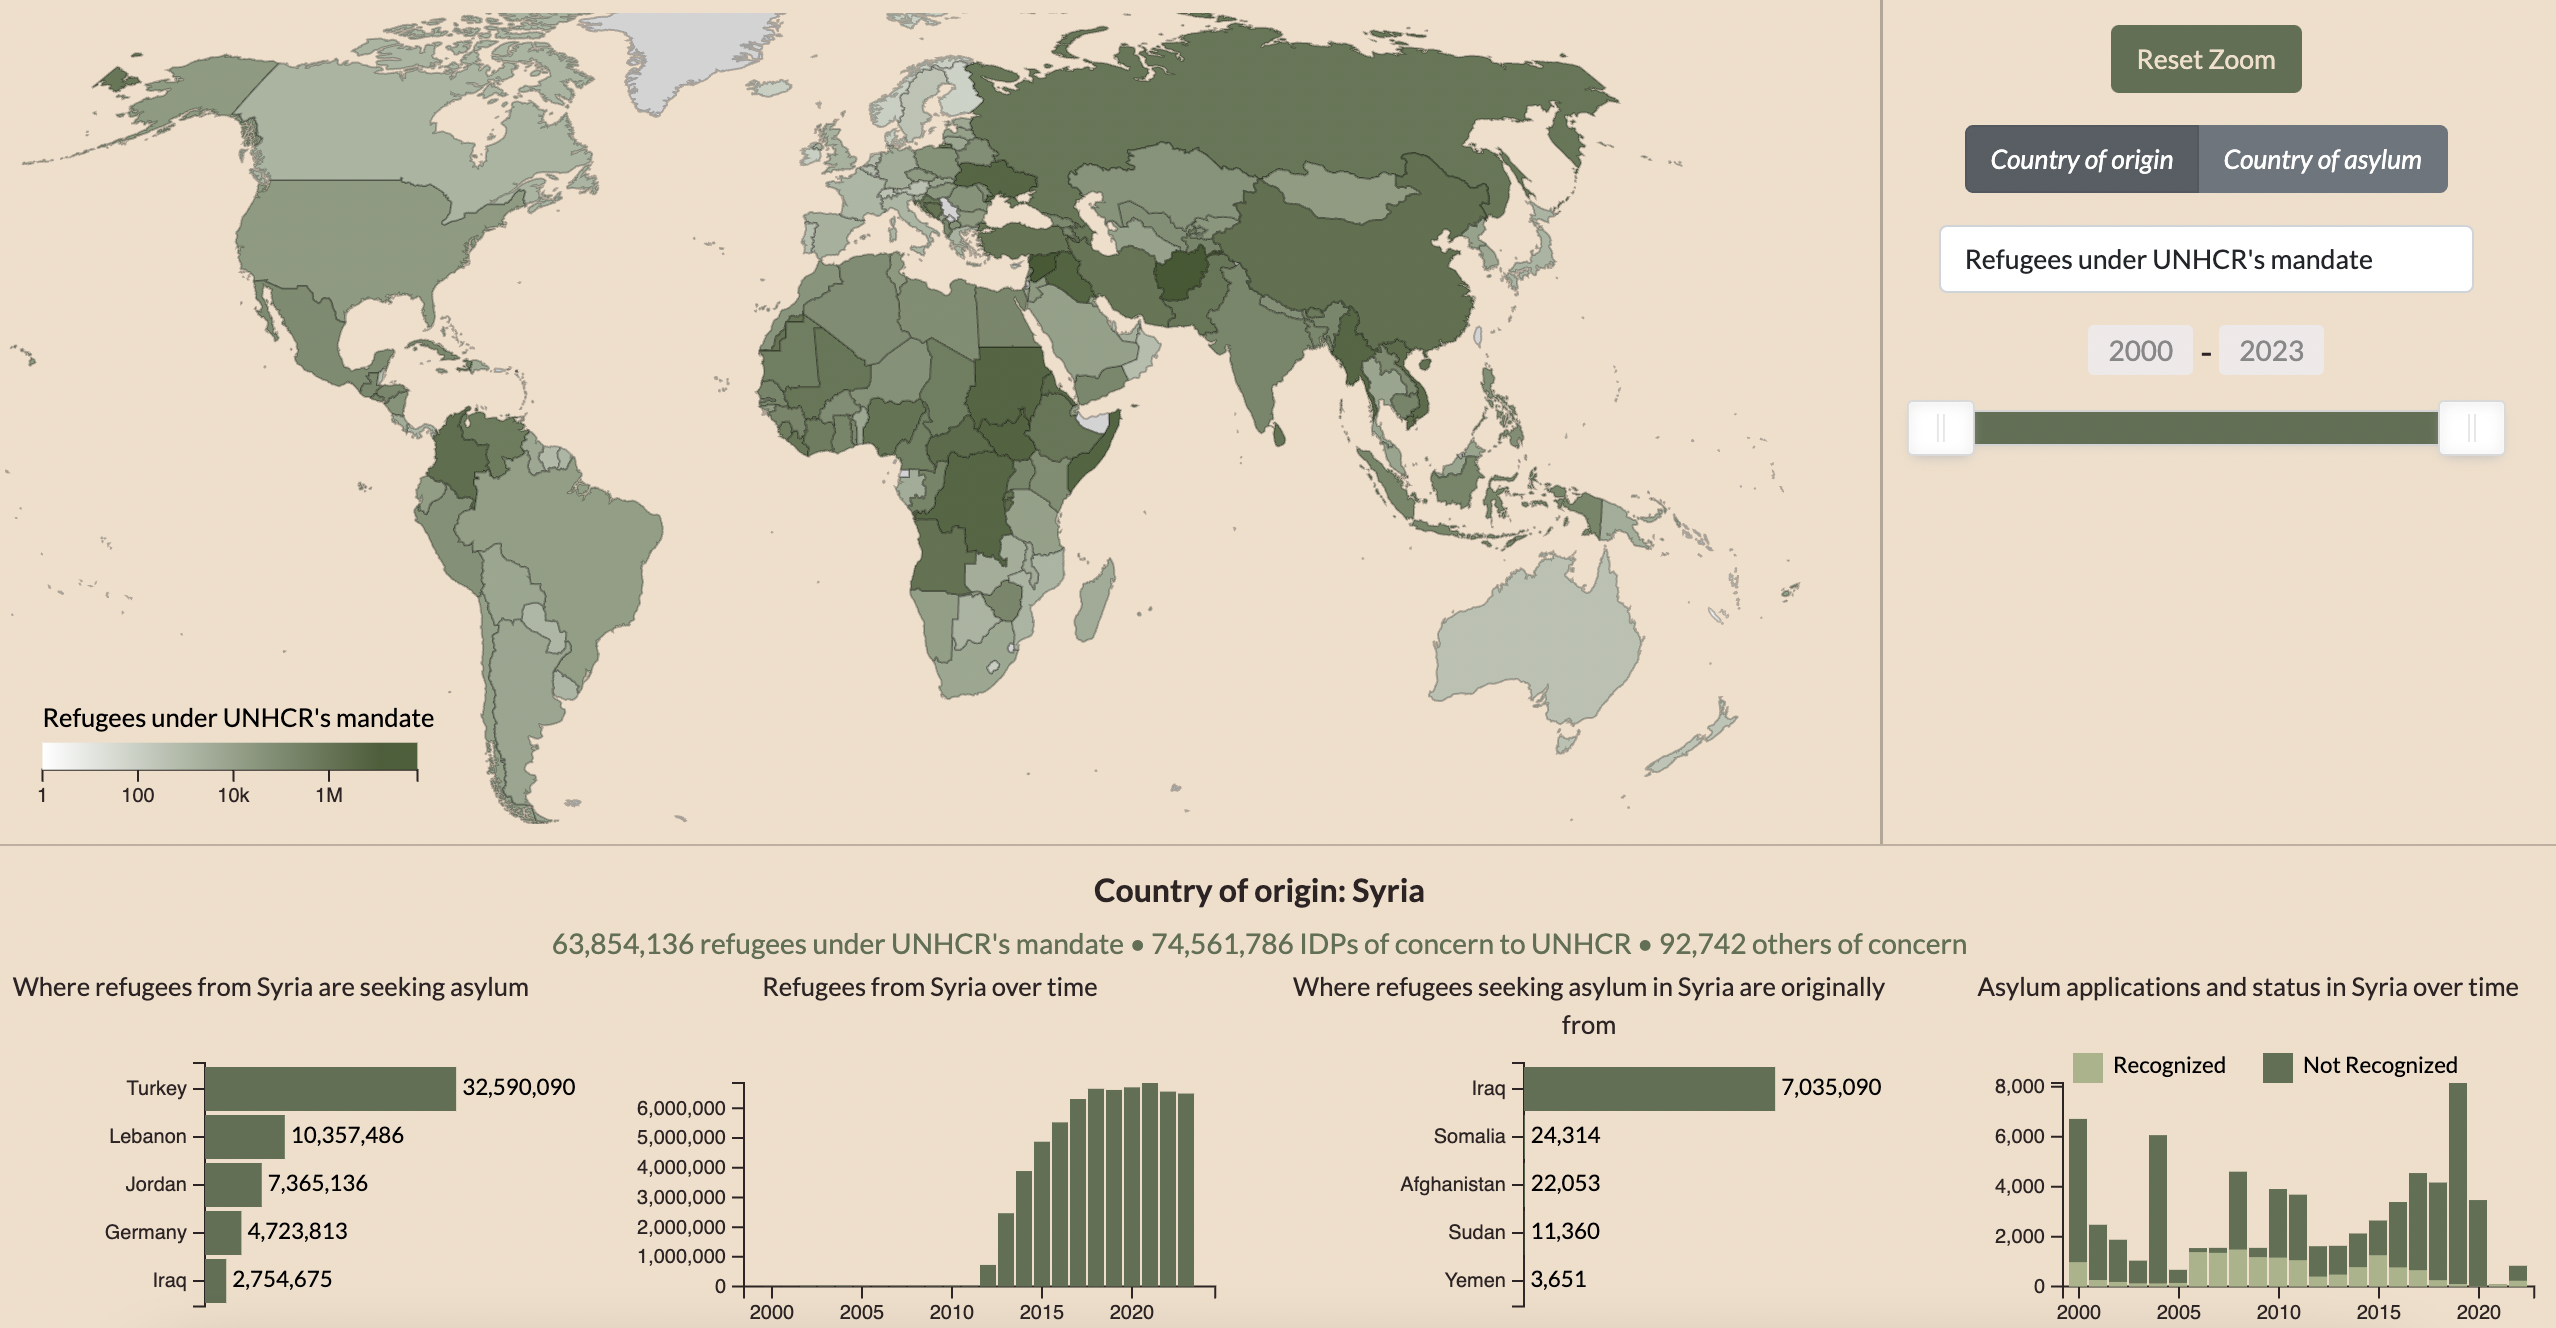 Reset Zoom
Country of origin
Country of asylum
Refugees under UNHCR's mandate
2000 - 2023
Refugees under UNHCR's mandate
1
100
10k
1M
Country of origin: Syria
63,854,136 refugees under UNHCR's mandate • 74,561,786 IDPs of concern to UNHCR • 92,742 others of concern
Where refugees from Syria are seeking asylum
Turkey 32,590,090
Lebanon 10,357,486
Jordan 7,365,136
Germany 4,723,813
Iraq 2,754,675
Refugees from Syria over time
6,000,000
5,000,000
4,000,000
3,000,000
2,000,000
1,000,000
0
2000 2005 2010 2015 2020
Where refugees seeking asylum in Syria are originally
from
Iraq 7,035,090
Somalia 24,314
Afghanistan 22,053
Sudan 11,360
Yemen 3,651
Asylum applications and status in Syria over time
Recognized
Not Recognized
8,000
6,000
4,000
2,000
0
2000 2005 2010 2015 2020